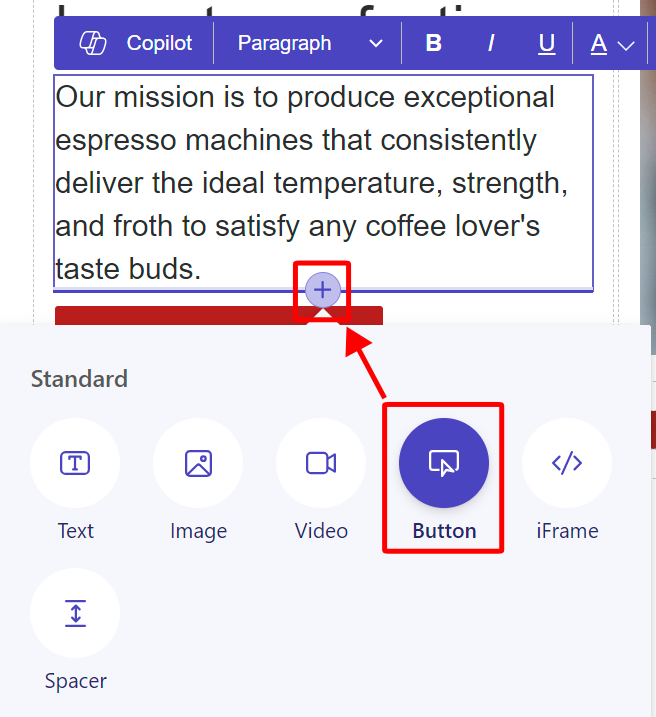 Copilot Paragraph B I U A
Our mission is to produce exceptional
espresso machines that consistently
deliver the ideal temperature, strength,
and froth to satisfy any coffee lover's
taste buds.
Standard
Text Image Video Button iFrame
Spacer